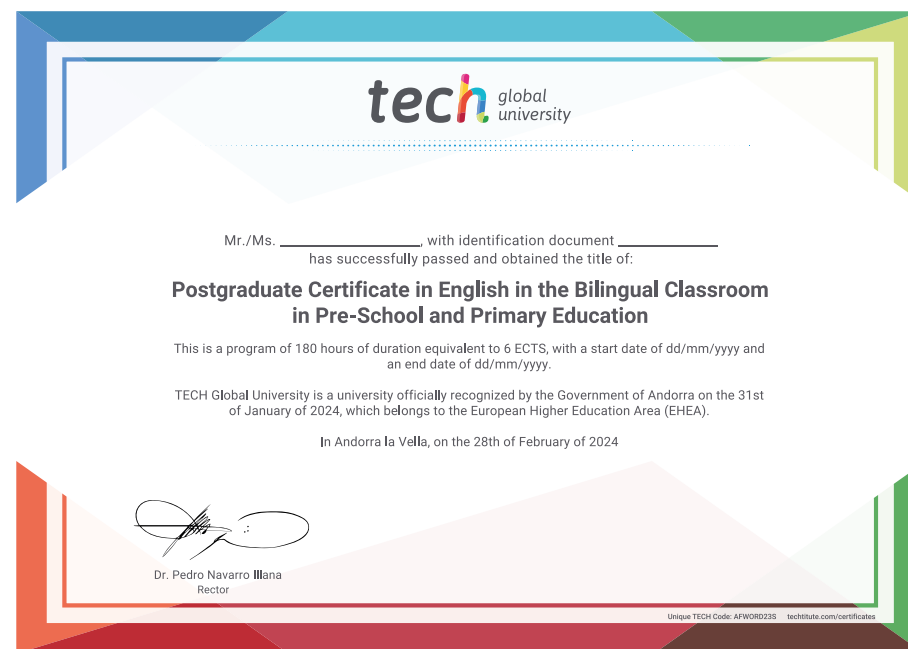 tech global university
Mr./Ms. ____________________, with identification document ______________
has successfully passed and obtained the title of:
Postgraduate Certificate in English in the Bilingual Classroom
in Pre-School and Primary Education
This is a program of 180 hours of duration equivalent to 6 ECTS, with a start date of dd/mm/yyyy and
an end date of dd/mm/yyyy.
TECH Global University is a university officially recognized by the Government of Andorra on the 31st
of January of 2024, which belongs to the European Higher Education Area (EHEA).
In Andorra la Vella, on the 28th of February of 2024
Dr. Pedro Navarro Illana
Rector
Unique TECH Code: AFWORD23S techtitute.com/certificates